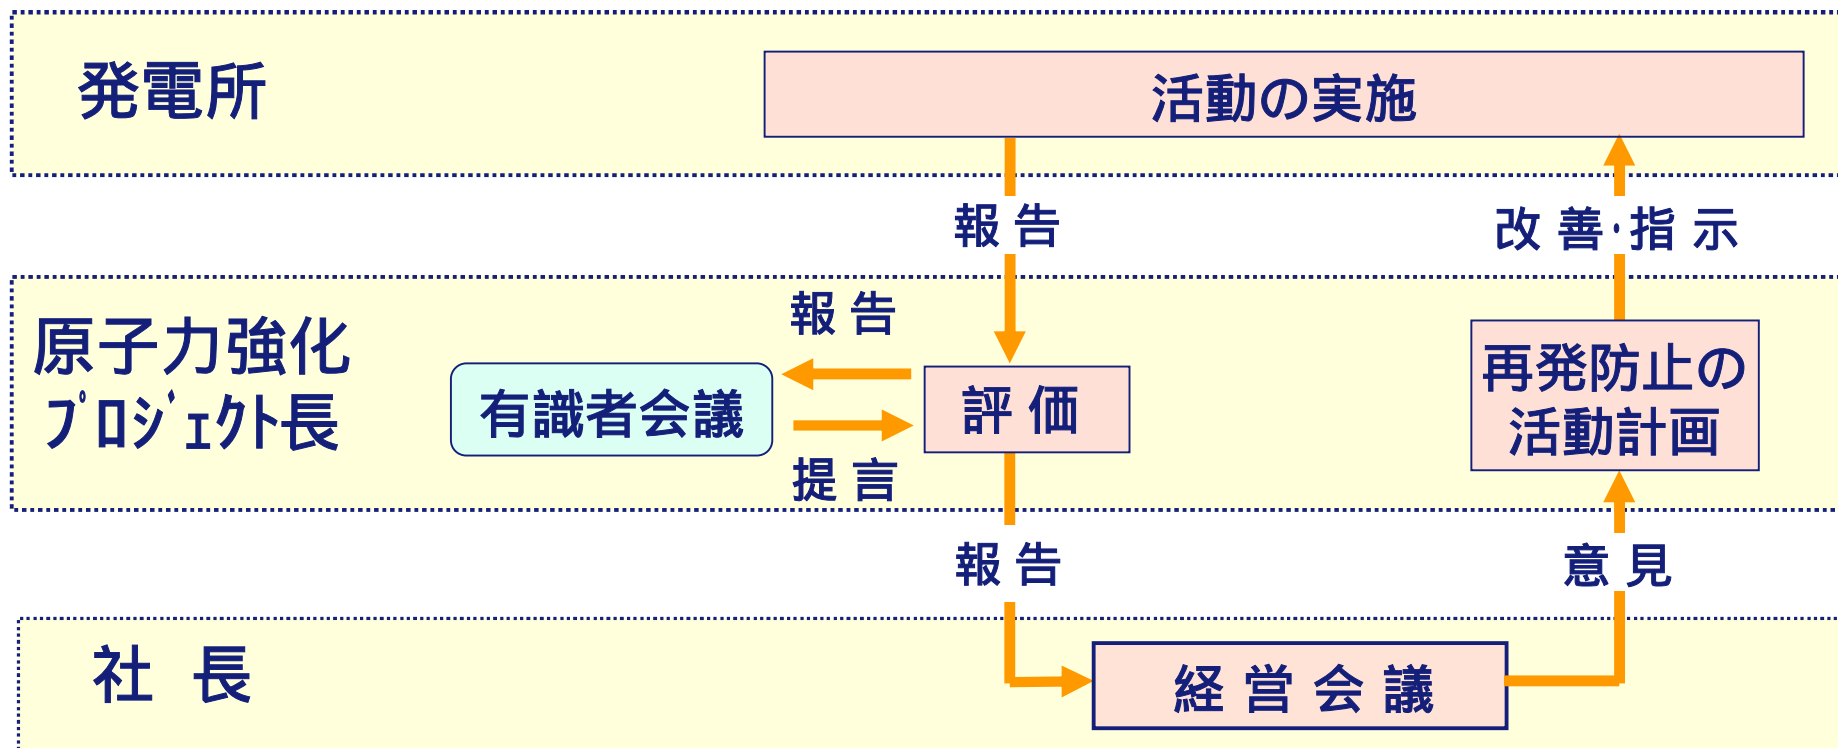 発電所
活動の実施
報告
改善･指示
原子力強化
ﾌﾟﾛｼﾞｪｸﾄ長
報告
有識者会議
評価
提言
再発防止の
活動計画
報告
意見
社長
経営会議